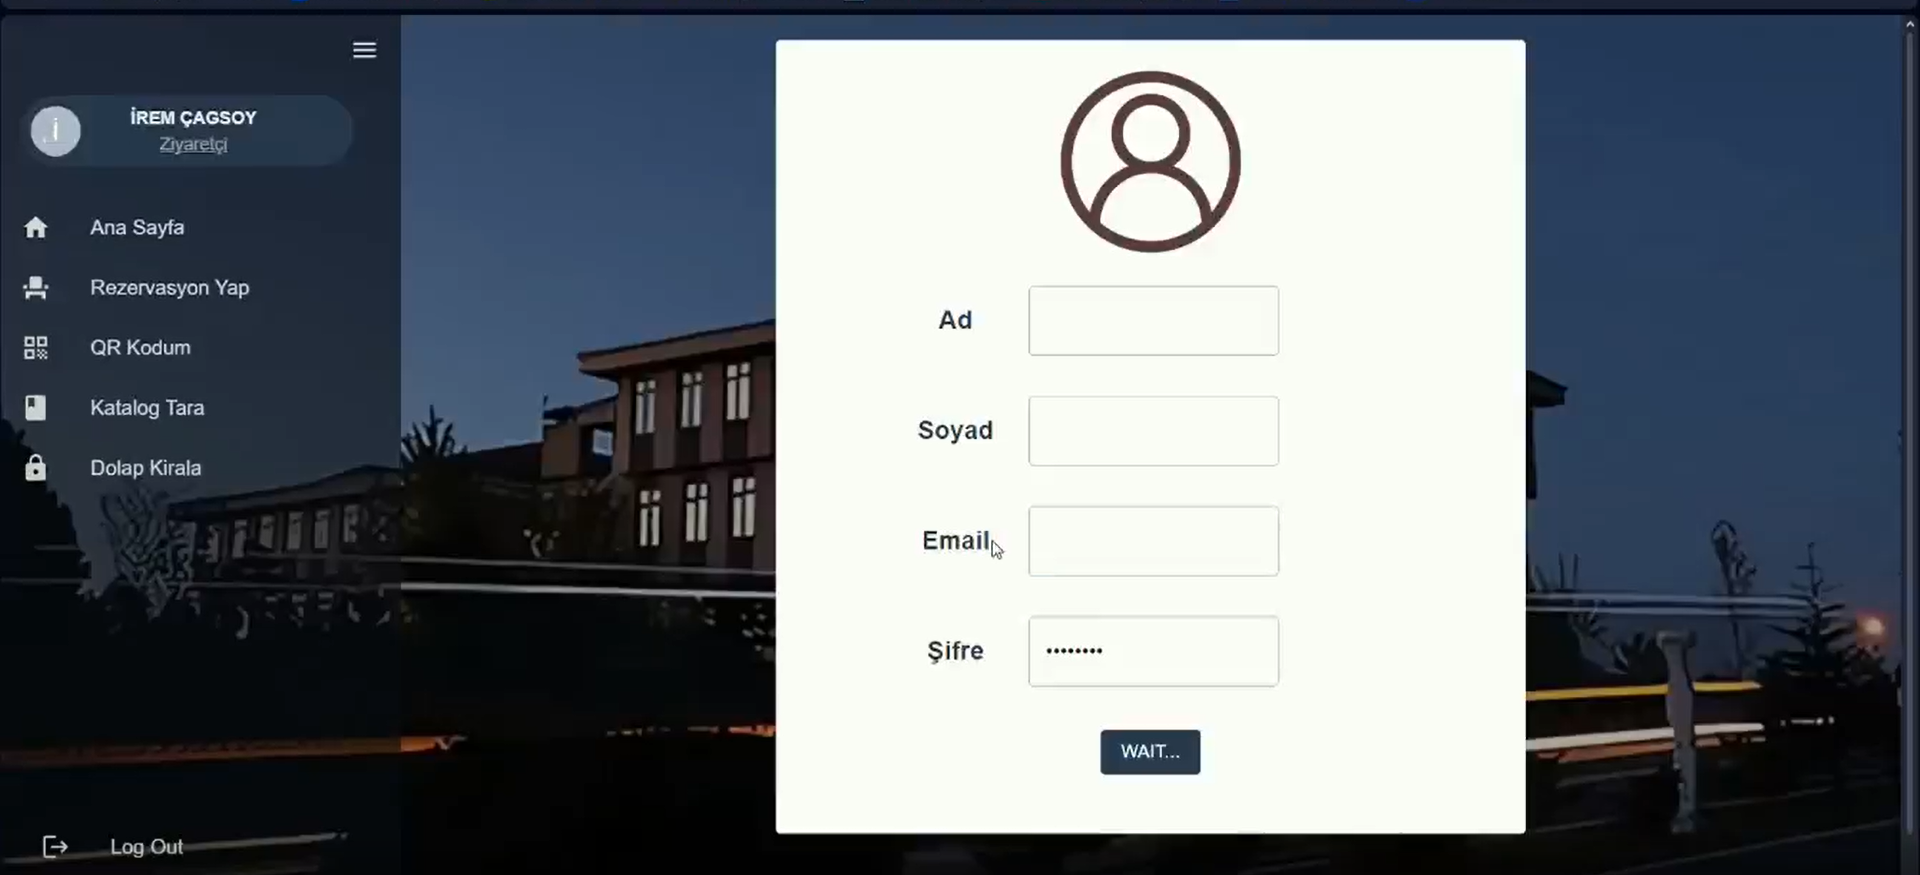 İREM ÇAGSOY
Ziyaretçi
Ana Sayfa
Rezervasyon Yap
QR Kodum
Katalog Tara
Dolap Kirala
Log Out
Ad
Soyad
Email
Şifre
WAIT...